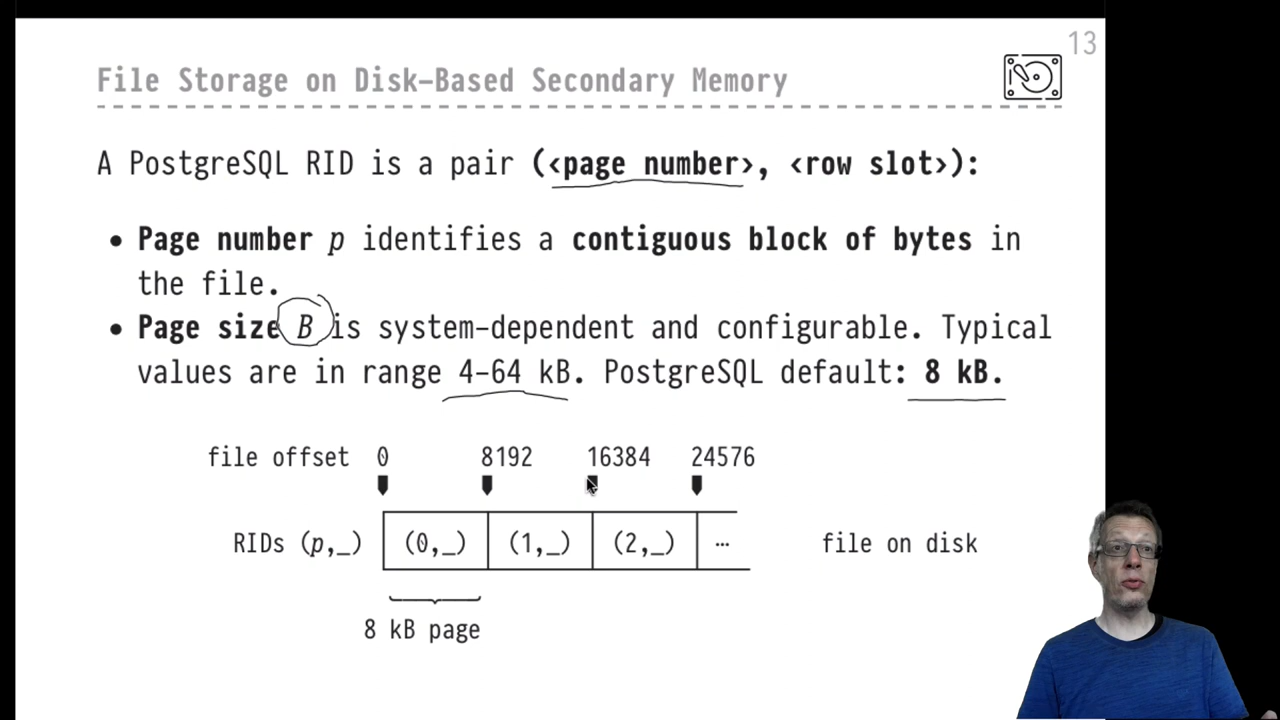 13
File Storage on Disk-Based Secondary Memory
A PostgreSQL RID is a pair (<page number>, <row slot>):
• Page number p identifies a contiguous block of bytes in
the file.
• Page size B is system-dependent and configurable. Typical
values are in range 4-64 kB. PostgreSQL default: 8 kB.
file offset 0 8192 16384 24576
RIDs (p,_) (0,_) (1,_) (2,_) … file on disk
8 kB page